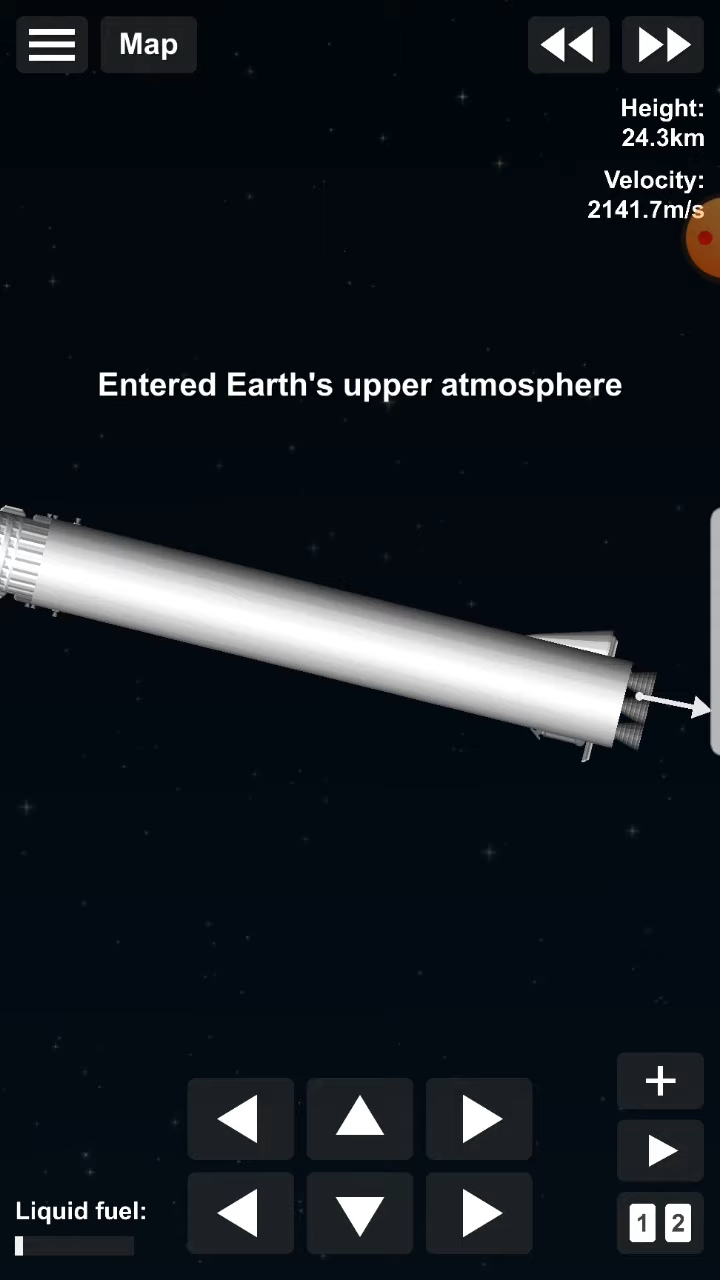 Map
Height:
24.3km
Velocity:
2141.7m/s
Entered Earth's upper atmosphere
Liquid fuel:
1 2